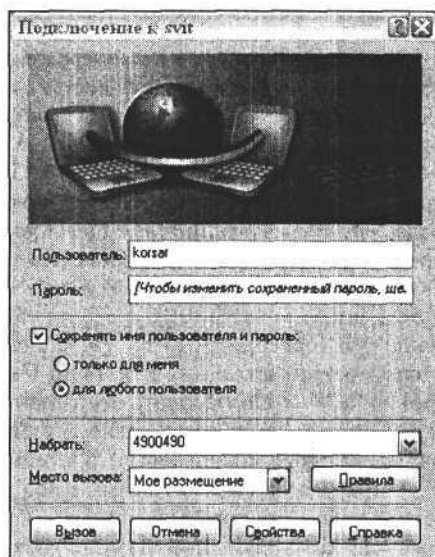 Подключение к svit
Пользователь: korsar
Пароль: [Чтобы изменить сохраненный пароль, ще.
Сохранять имя пользователя и пароль:
только для меня
для любого пользователя
Набрать: 4900490
Место вызова: Мое размещение Правила
Вызов Отмена Свойства Справка